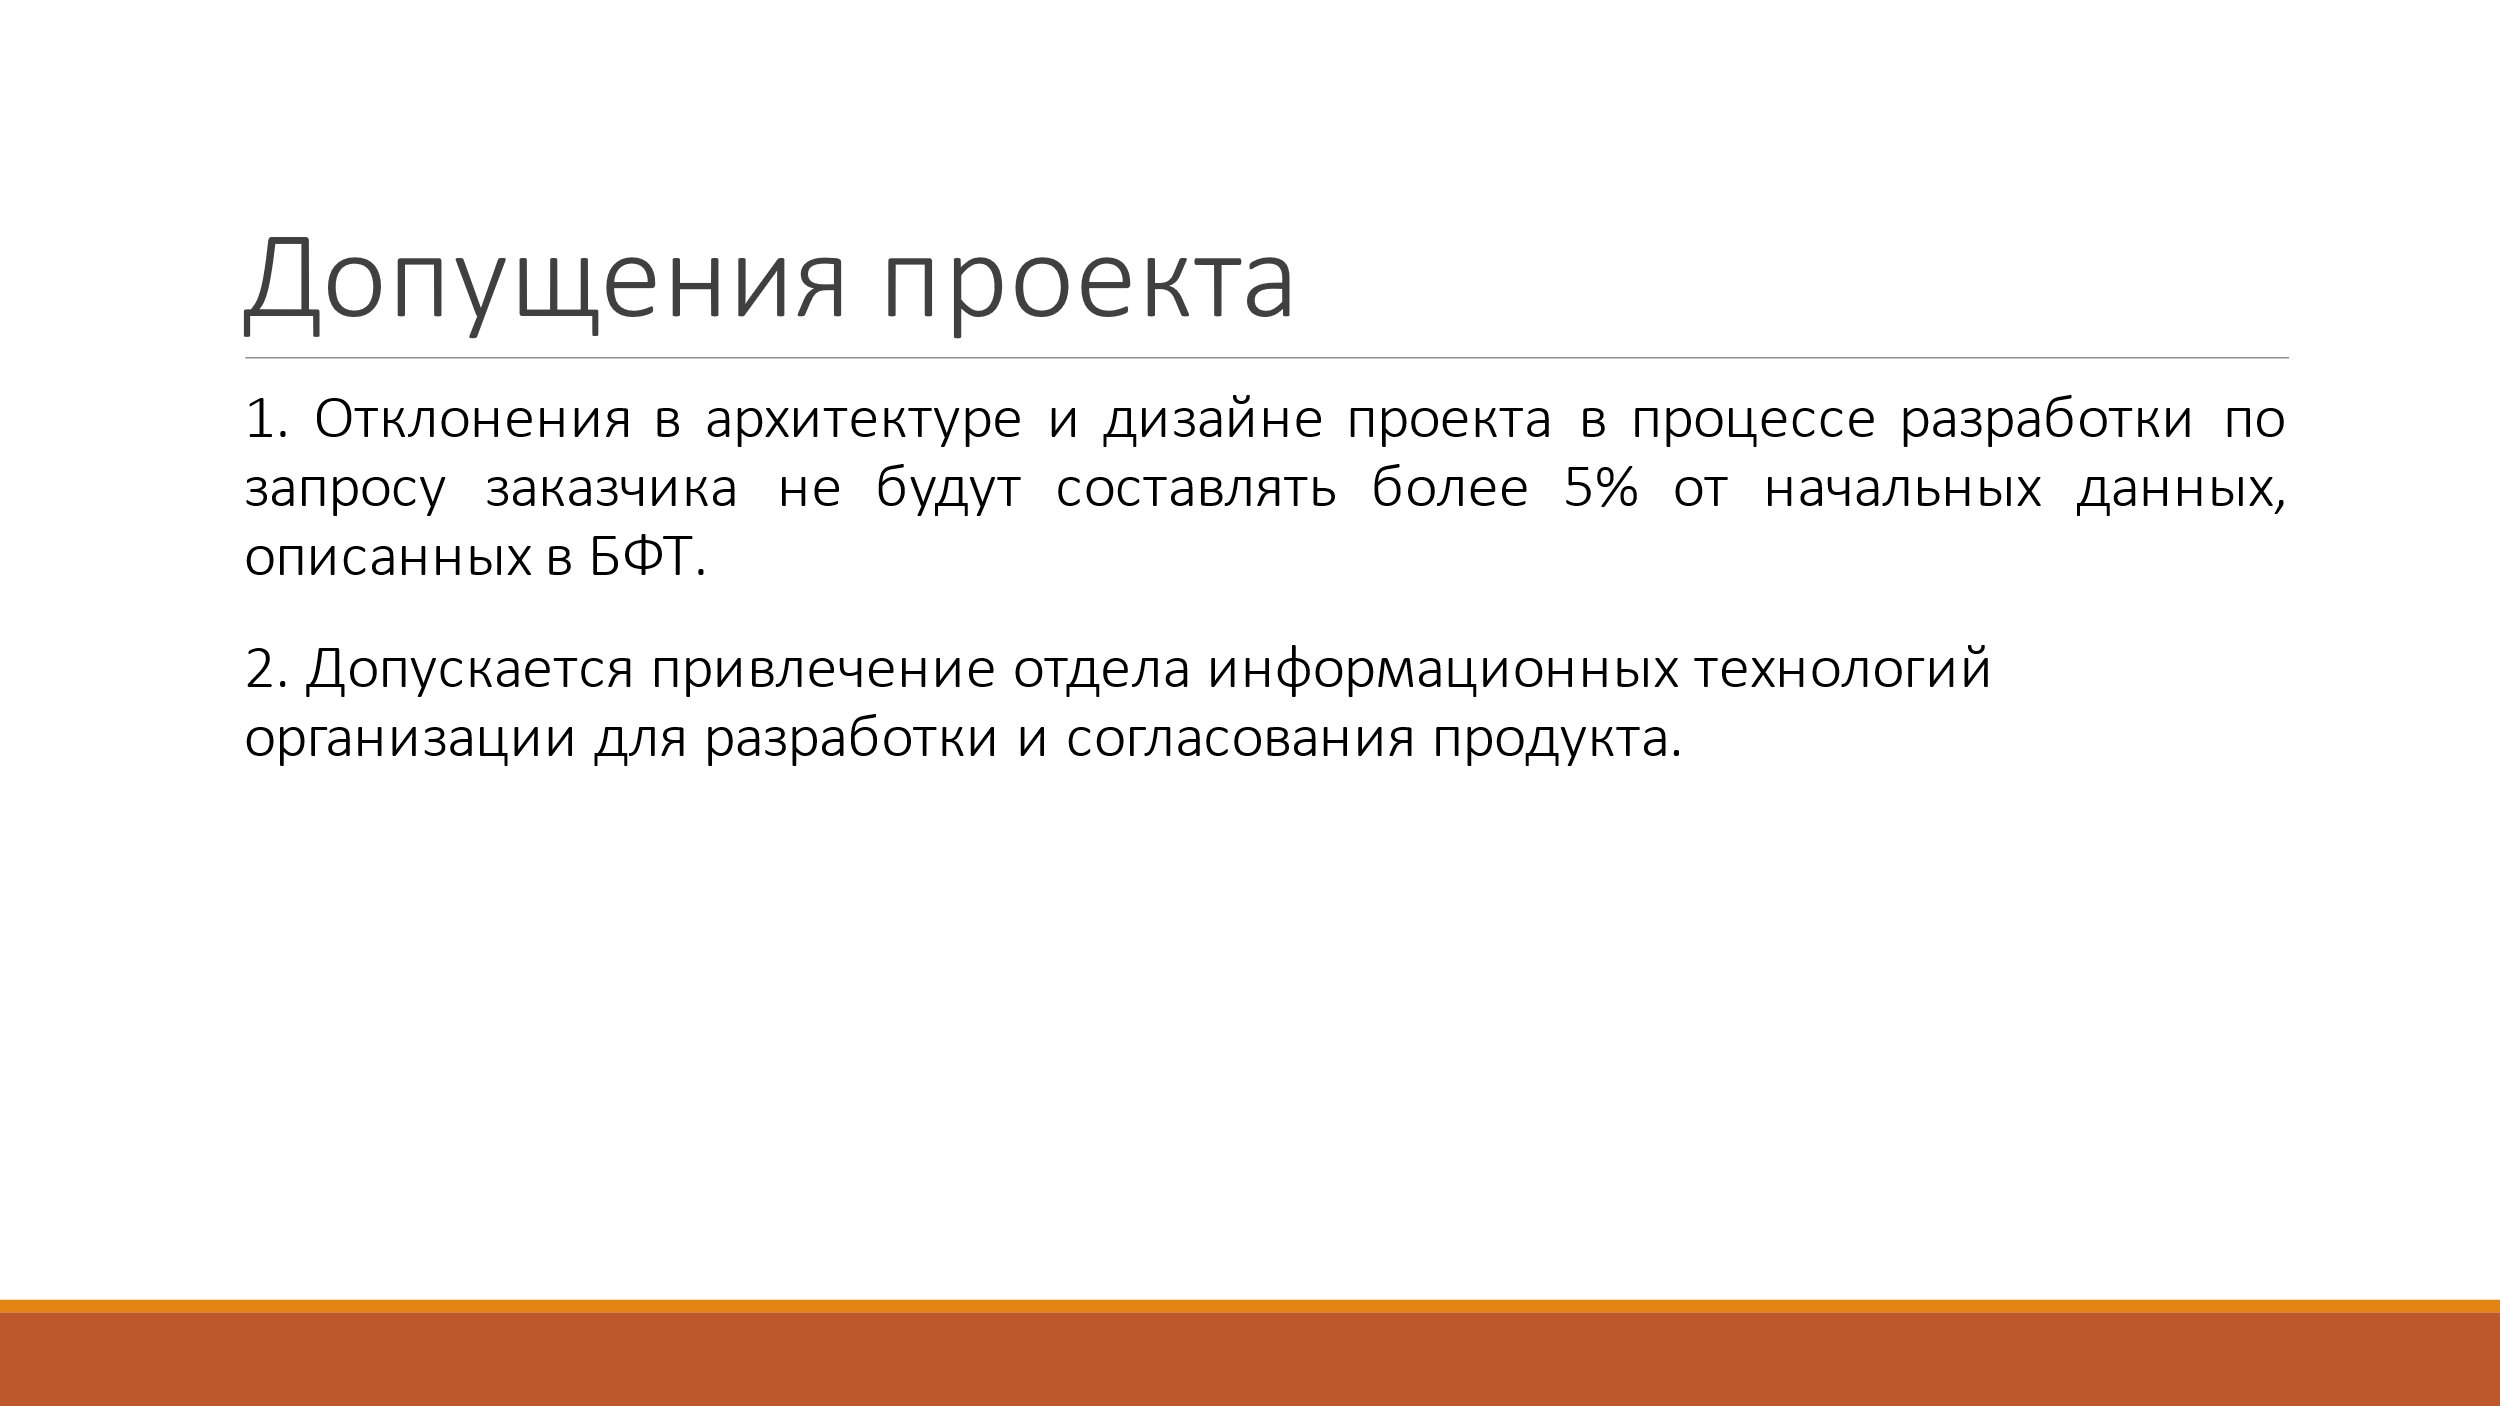 Допущения проекта
1. Отклонения в архитектуре и дизайне проекта в процессе разработки по
запросу заказчика не будут составлять более 5% от начальных данных,
описанных в БФТ.
2. Допускается привлечение отдела информационных технологий
организации для разработки и согласования продукта.